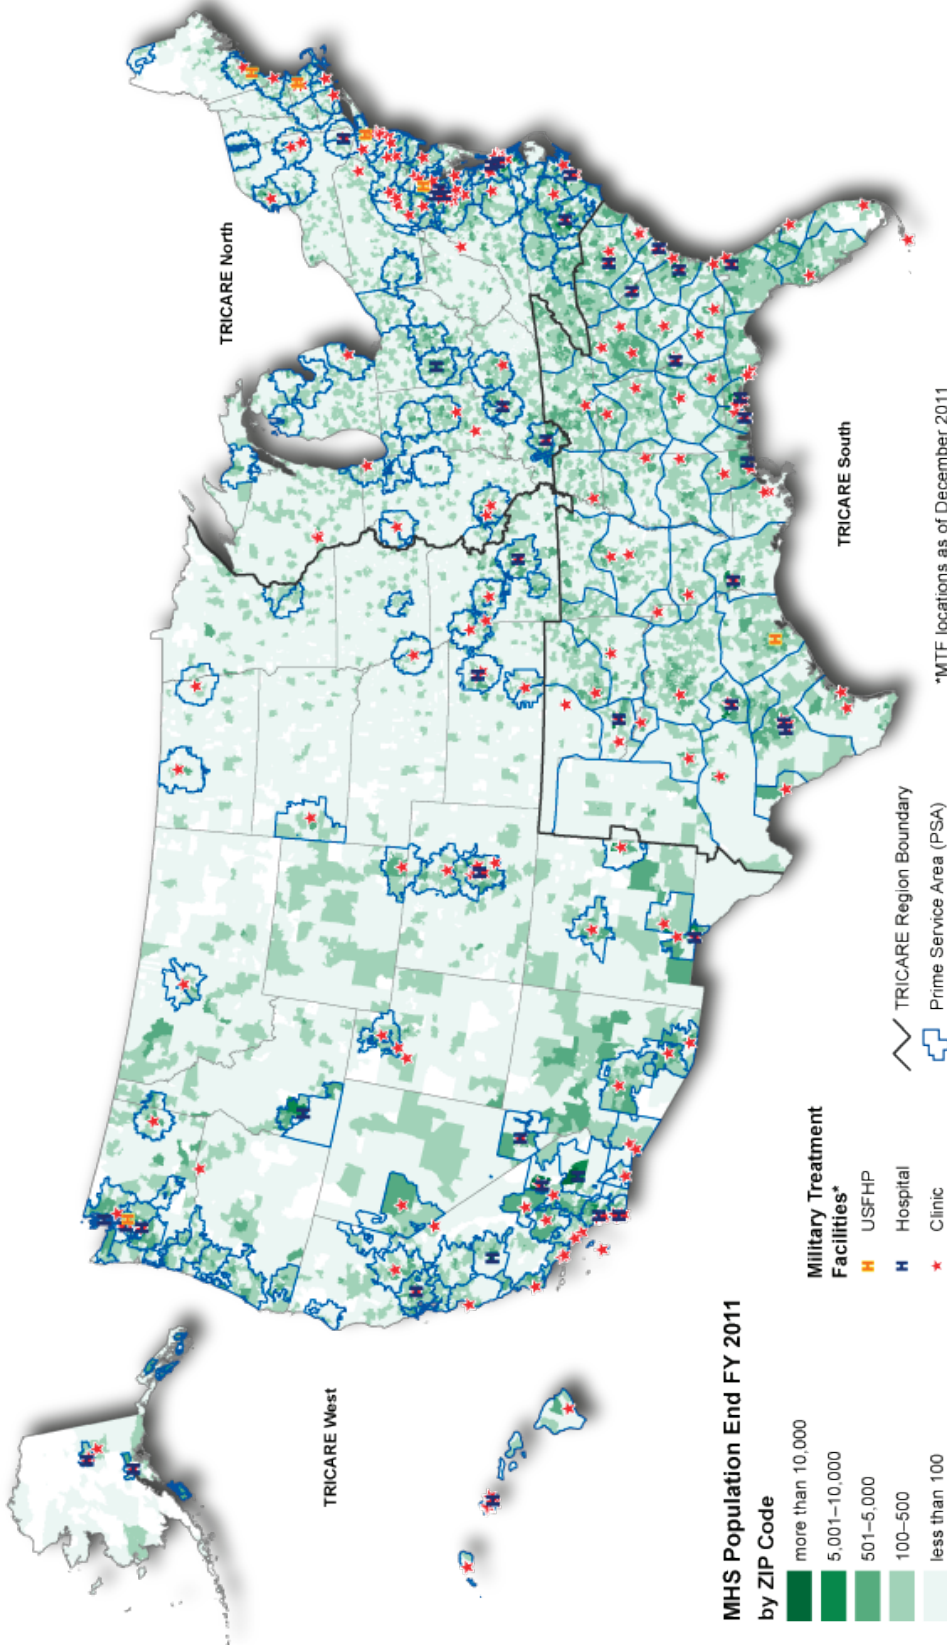 TRICARE North
TRICARE West
TRICARE South
MHS Population End FY 2011
by ZIP Code
more than 10,000
5,001–10,000
501–5,000
100–500
less than 100
Military Treatment
Facilities*
H USFHP
H Hospital
Clinic
TRICARE Region Boundary
Prime Service Area (PSA)
*MTF locations as of December 2011